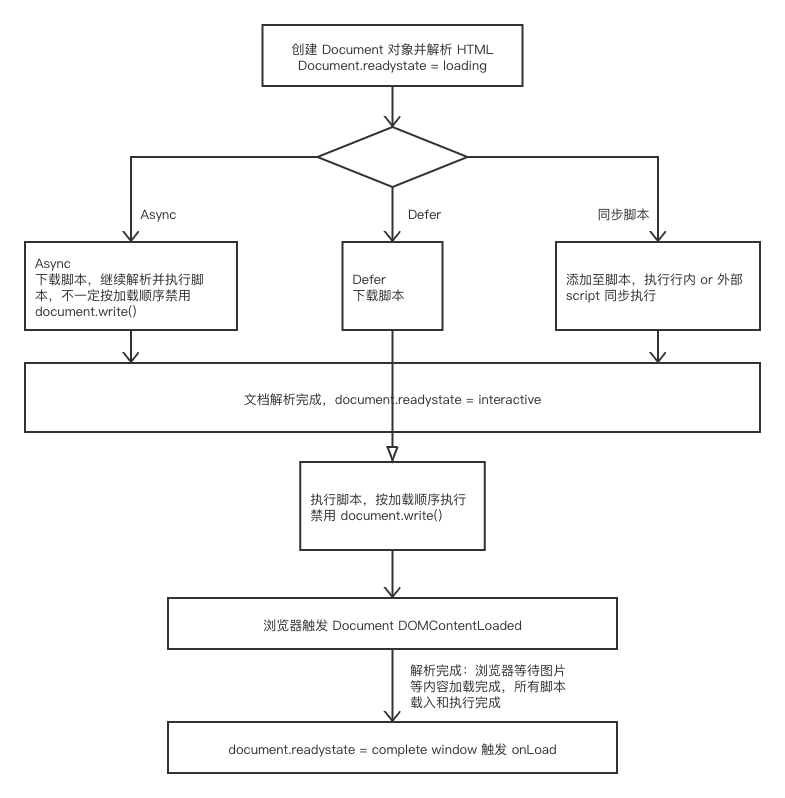 创建 Document 对象并解析 HTML
Document.readystate = loading
Async
Defer
同步脚本
Async
下载脚本，继续解析并执行脚
本，不一定按加载顺序禁用
document.write()
Defer
下载脚本
添加至脚本，执行行内 or 外部
script 同步执行
文档解析完成，document.readystate = interactive
执行脚本，按加载顺序执行
禁用 document.write()
浏览器触发 Document DOMContentLoaded
解析完成：浏览器等待图片
等内容加载完成，所有脚本
载入和执行完成
document.readystate = complete window 触发 onLoad